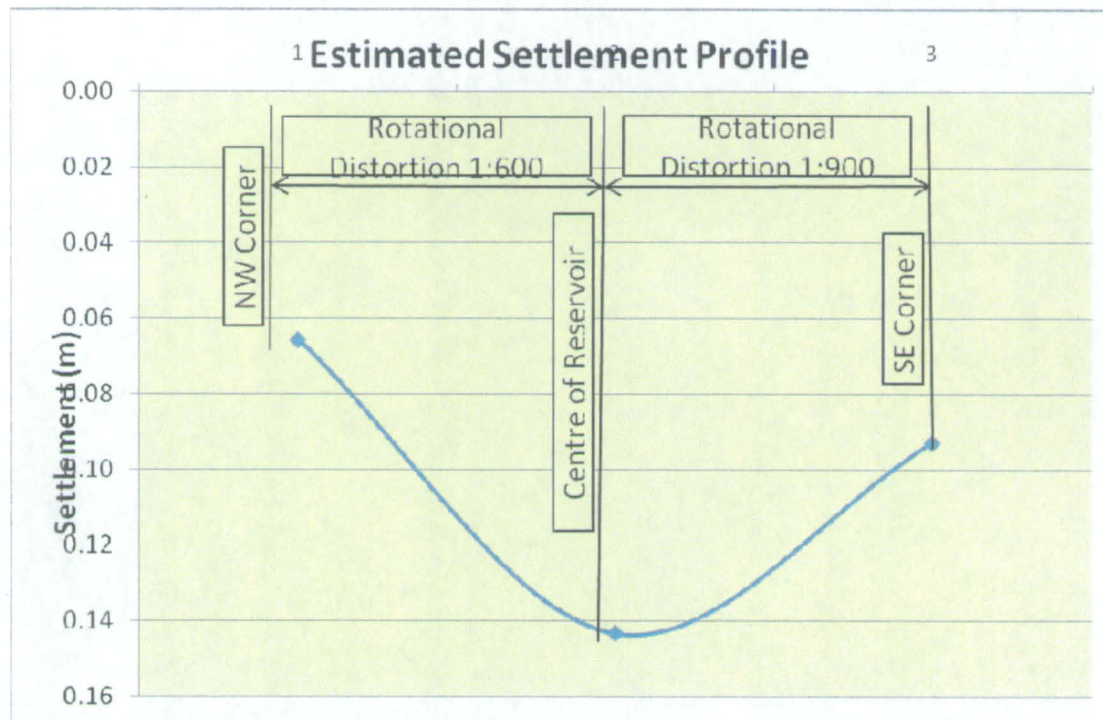 Estimated Settlement Profile
1 2 3
0.00
0.02
0.04
0.06
0.08
0.10
0.12
0.14
0.16
Settlement (m)
Rotational
Distortion 1:600
Rotational
Distortion 1:900
NW Corner
Centre of Reservoir
SE Corner